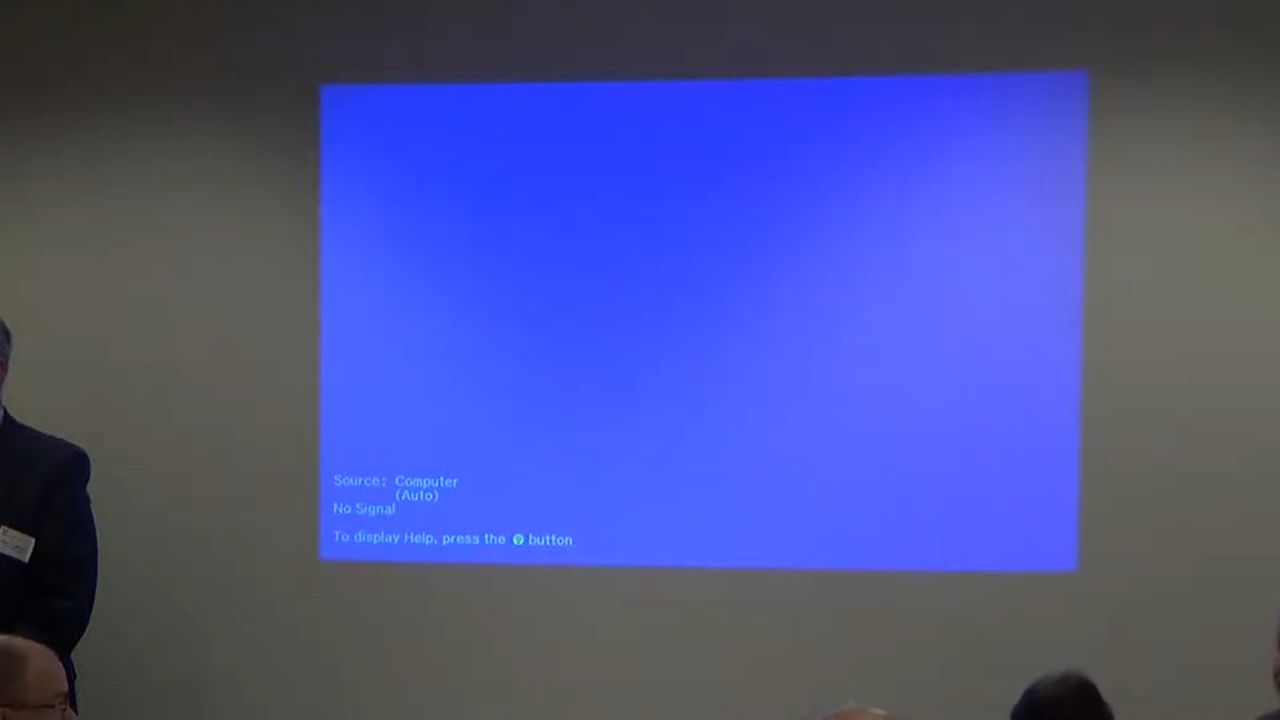 Source: Computer
(Auto)
No Signal
To display Help, press the ? button